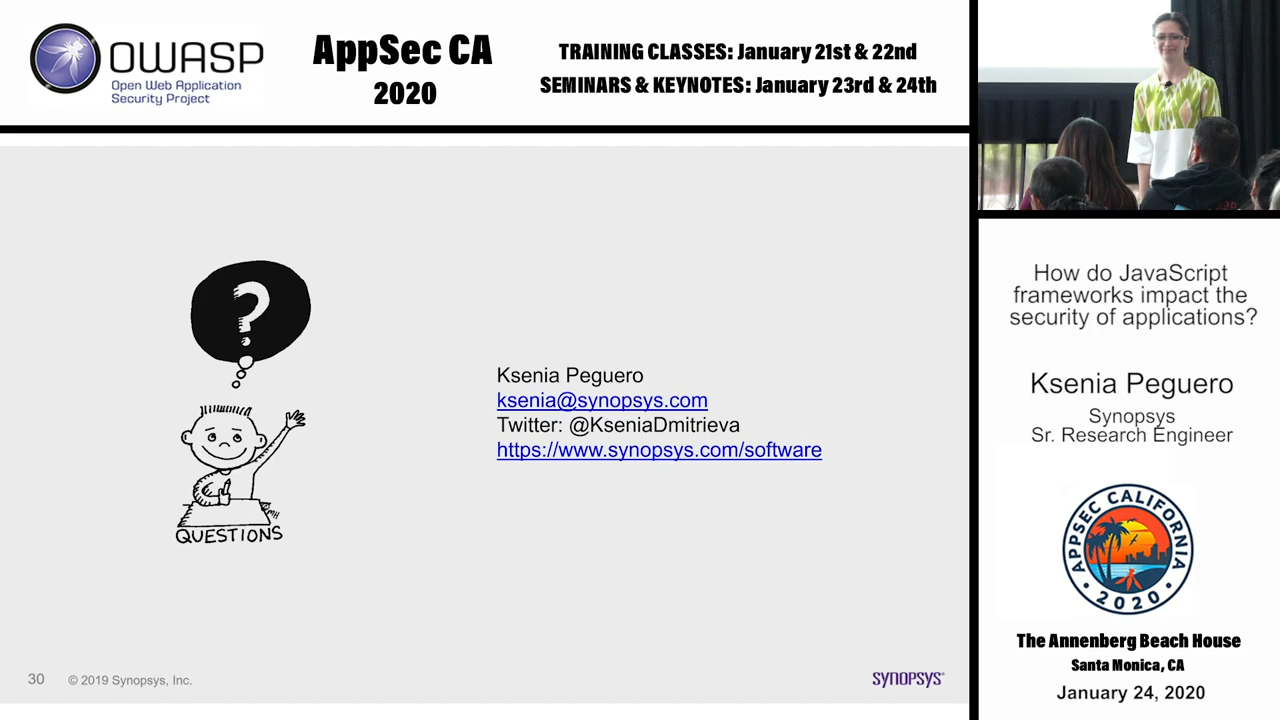 OWASP
Open Web Application
Security Project
AppSec CA
2020
TRAINING CLASSES: January 21st & 22nd
SEMINARS & KEYNOTES: January 23rd & 24th
?
QUESTIONS
MH
Ksenia Peguero
ksenia@synopsys.com
Twitter: @KseniaDmitrieva
https://www.synopsys.com/software
30 © 2019 Synopsys, Inc.
SYNOPSYS®
How do JavaScript
frameworks impact the
security of applications?
Ksenia Peguero
Synopsys
Sr. Research Engineer
APPSEC CALIFORNIA
• 2020 •
The Annenberg Beach House
Santa Monica, CA
January 24, 2020